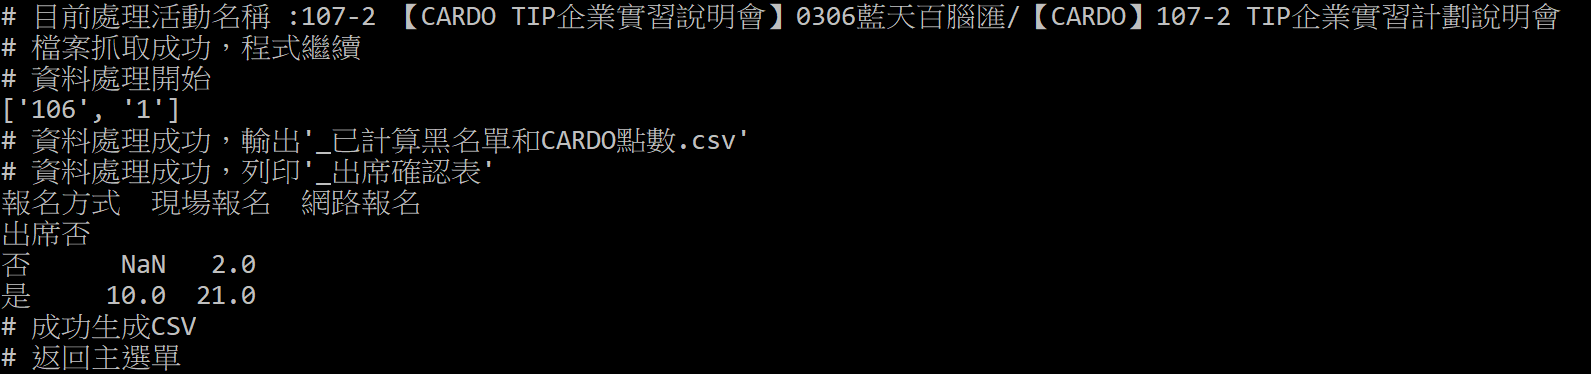 # 目前處理活動名稱 :107-2 【CARDO TIP企業實習說明會】0306藍天百腦匯/【CARDO】107-2 TIP企業實習計劃說明會
# 檔案抓取成功，程式繼續
# 資料處理開始
['106', '1']
# 資料處理成功，輸出'_已計算黑名單和CARDO點數.csv'
# 資料處理成功，列印'_出席確認表'
報名方式  現場報名  網路報名
出席否
否      NaN   2.0
是     10.0  21.0
# 成功生成CSV
# 返回主選單